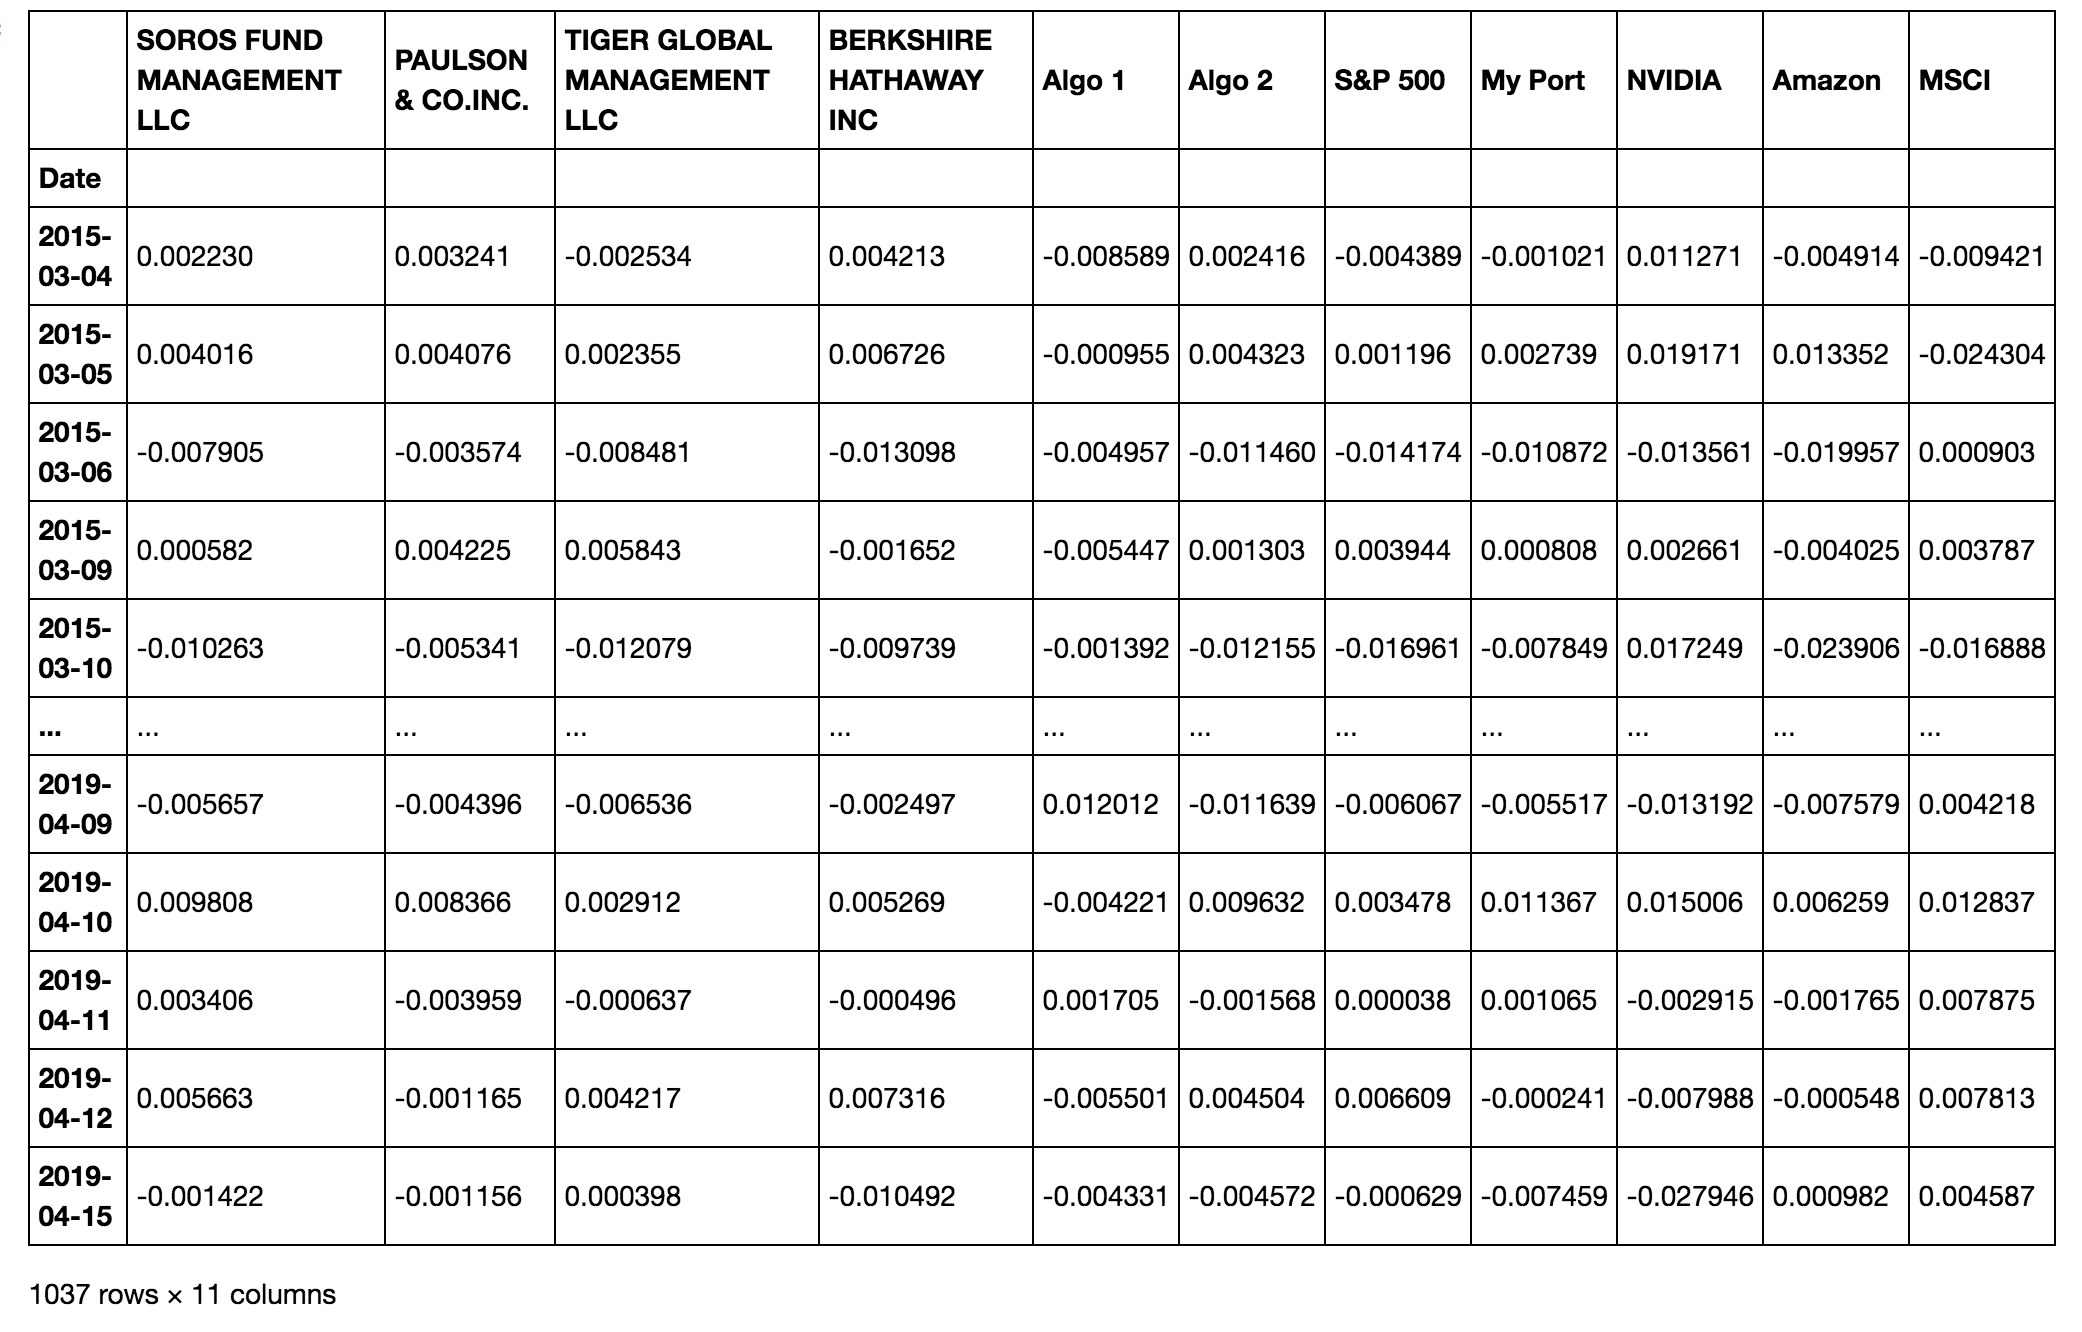 SOROS FUND MANAGEMENT LLC PAULSON & CO.INC. TIGER GLOBAL MANAGEMENT LLC BERKSHIRE HATHAWAY INC Algo 1 Algo 2 S&P 500 My Port NVIDIA Amazon MSCI
Date
2015-03-04 0.002230 0.003241 -0.002534 0.004213 -0.008589 0.002416 -0.004389 -0.001021 0.011271 -0.004914 -0.009421
2015-03-05 0.004016 0.004076 0.002355 0.006726 -0.000955 0.004323 0.001196 0.002739 0.019171 0.013352 -0.024304
2015-03-06 -0.007905 -0.003574 -0.008481 -0.013098 -0.004957 -0.011460 -0.014174 -0.010872 -0.013561 -0.019957 0.000903
2015-03-09 0.000582 0.004225 0.005843 -0.001652 -0.005447 0.001303 0.003944 0.000808 0.002661 -0.004025 0.003787
2015-03-10 -0.010263 -0.005341 -0.012079 -0.009739 -0.001392 -0.012155 -0.016961 -0.007849 0.017249 -0.023906 -0.016888
... ... ... ... ... ... ... ... ... ... ... ...
2019-04-09 -0.005657 -0.004396 -0.006536 -0.002497 0.012012 -0.011639 -0.006067 -0.005517 -0.013192 -0.007579 0.004218
2019-04-10 0.009808 0.008366 0.002912 0.005269 -0.004221 0.009632 0.003478 0.011367 0.015006 0.006259 0.012837
2019-04-11 0.003406 -0.003959 -0.000637 -0.000496 0.001705 -0.001568 0.000038 0.001065 -0.002915 -0.001765 0.007875
2019-04-12 0.005663 -0.001165 0.004217 0.007316 -0.005501 0.004504 0.006609 -0.000241 -0.007988 -0.000548 0.007813
2019-04-15 -0.001422 -0.001156 0.000398 -0.010492 -0.004331 -0.004572 -0.000629 -0.007459 -0.027946 0.000982 0.004587
1037 rows × 11 columns